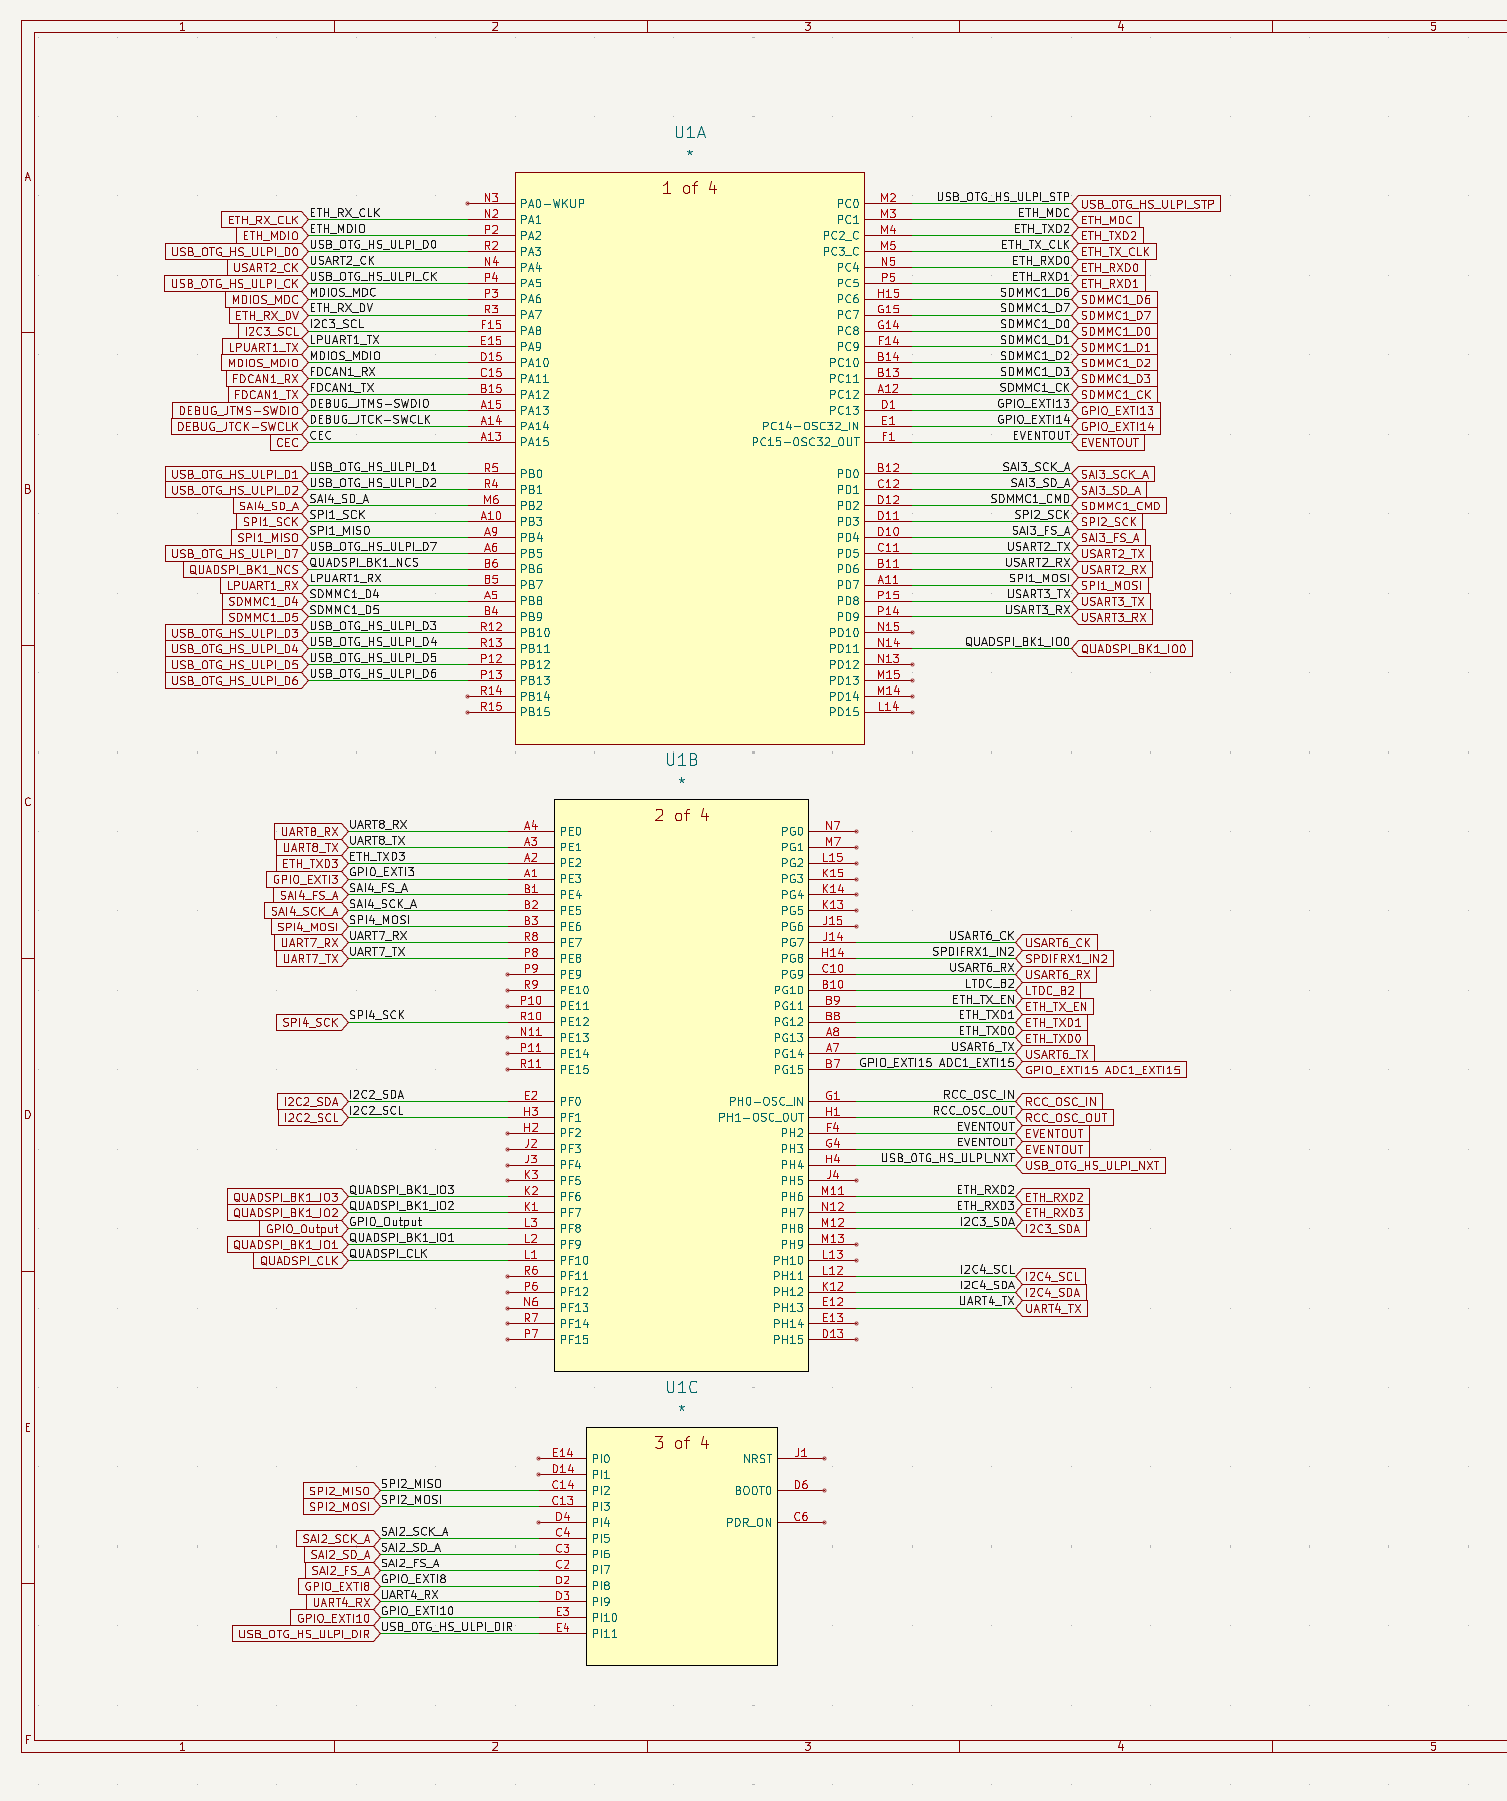 1 2 3 4 5
A
B
C
D
E
F
U1A
*
1 of 4
N3 PA0-WKUP
ETH_RX_CLK ETH_RX_CLK N2 PA1
ETH_MDIO ETH_MDIO P2 PA2
USB_OTG_HS_ULPI_D0 USB_OTG_HS_ULPI_D0 R2 PA3
USART2_CK USART2_CK N4 PA4
USB_OTG_HS_ULPI_CK USB_OTG_HS_ULPI_CK P4 PA5
MDIOS_MDC MDIOS_MDC P3 PA6
ETH_RX_DV ETH_RX_DV R3 PA7
I2C3_SCL I2C3_SCL F15 PA8
LPUART1_TX LPUART1_TX E15 PA9
MDIOS_MDIO MDIOS_MDIO D15 PA10
FDCAN1_RX FDCAN1_RX C15 PA11
FDCAN1_TX FDCAN1_TX B15 PA12
DEBUG_JTMS-SWDIO DEBUG_JTMS-SWDIO A15 PA13
DEBUG_JTCK-SWCLK DEBUG_JTCK-SWCLK A14 PA14
CEC CEC A13 PA15
USB_OTG_HS_ULPI_D1 USB_OTG_HS_ULPI_D1 R5 PB0
USB_OTG_HS_ULPI_D2 USB_OTG_HS_ULPI_D2 R4 PB1
SAI4_SD_A SAI4_SD_A M6 PB2
SPI1_SCK SPI1_SCK A10 PB3
SPI1_MISO SPI1_MISO A9 PB4
USB_OTG_HS_ULPI_D7 USB_OTG_HS_ULPI_D7 A6 PB5
QUADSPI_BK1_NCS QUADSPI_BK1_NCS B6 PB6
LPUART1_RX LPUART1_RX B5 PB7
SDMMC1_D4 SDMMC1_D4 A5 PB8
SDMMC1_D5 SDMMC1_D5 B4 PB9
USB_OTG_HS_ULPI_D3 USB_OTG_HS_ULPI_D3 R12 PB10
USB_OTG_HS_ULPI_D4 USB_OTG_HS_ULPI_D4 R13 PB11
USB_OTG_HS_ULPI_D5 USB_OTG_HS_ULPI_D5 P12 PB12
USB_OTG_HS_ULPI_D6 USB_OTG_HS_ULPI_D6 P13 PB13
R14 PB14
R15 PB15
PC0 M2 USB_OTG_HS_ULPI_STP USB_OTG_HS_ULPI_STP
PC1 M3 ETH_MDC ETH_MDC
PC2_C M4 ETH_TXD2 ETH_TXD2
PC3_C M5 ETH_TX_CLK ETH_TX_CLK
PC4 N5 ETH_RXD0 ETH_RXD0
PC5 P5 ETH_RXD1 ETH_RXD1
PC6 H15 SDMMC1_D6 SDMMC1_D6
PC7 G15 SDMMC1_D7 SDMMC1_D7
PC8 G14 SDMMC1_D0 SDMMC1_D0
PC9 F14 SDMMC1_D1 SDMMC1_D1
PC10 B14 SDMMC1_D2 SDMMC1_D2
PC11 B13 SDMMC1_D3 SDMMC1_D3
PC12 A12 SDMMC1_CK SDMMC1_CK
PC13 D1 GPIO_EXTI13 GPIO_EXTI13
PC14-OSC32_IN E1 GPIO_EXTI14 GPIO_EXTI14
PC15-OSC32_OUT F1 EVENTOUT EVENTOUT
PD0 B12 SAI3_SCK_A SAI3_SCK_A
PD1 C12 SAI3_SD_A SAI3_SD_A
PD2 D12 SDMMC1_CMD SDMMC1_CMD
PD3 D11 SPI2_SCK SPI2_SCK
PD4 D10 SAI3_FS_A SAI3_FS_A
PD5 C11 USART2_TX USART2_TX
PD6 B11 USART2_RX USART2_RX
PD7 A11 SPI1_MOSI SPI1_MOSI
PD8 P15 USART3_TX USART3_TX
PD9 P14 USART3_RX USART3_RX
PD10 N15
PD11 N14 QUADSPI_BK1_IO0 QUADSPI_BK1_IO0
PD12 N13
PD13 M15
PD14 M14
PD15 L14
U1B
*
2 of 4
UART8_RX UART8_RX A4 PE0
UART8_TX UART8_TX A3 PE1
ETH_TXD3 ETH_TXD3 A2 PE2
GPIO_EXTI3 GPIO_EXTI3 A1 PE3
SAI4_FS_A SAI4_FS_A B1 PE4
SAI4_SCK_A SAI4_SCK_A B2 PE5
SPI4_MOSI SPI4_MOSI B3 PE6
UART7_RX UART7_RX R8 PE7
UART7_TX UART7_TX P8 PE8
P9 PE9
R9 PE10
P10 PE11
SPI4_SCK SPI4_SCK R10 PE12
N11 PE13
P11 PE14
R11 PE15
I2C2_SDA I2C2_SDA E2 PF0
I2C2_SCL I2C2_SCL H3 PF1
H2 PF2
J2 PF3
J3 PF4
K3 PF5
QUADSPI_BK1_IO3 QUADSPI_BK1_IO3 K2 PF6
QUADSPI_BK1_IO2 QUADSPI_BK1_IO2 K1 PF7
GPIO_Output GPIO_Output L3 PF8
QUADSPI_BK1_IO1 QUADSPI_BK1_IO1 L2 PF9
QUADSPI_CLK QUADSPI_CLK L1 PF10
R6 PF11
P6 PF12
N6 PF13
R7 PF14
P7 PF15
PG0 N7
PG1 M7
PG2 L15
PG3 K15
PG4 K14
PG5 K13
PG6 J15
PG7 J14 USART6_CK USART6_CK
PG8 H14 SPDIFRX1_IN2 SPDIFRX1_IN2
PG9 C10 USART6_RX USART6_RX
PG10 B10 LTDC_B2 LTDC_B2
PG11 B9 ETH_TX_EN ETH_TX_EN
PG12 B8 ETH_TXD1 ETH_TXD1
PG13 A8 ETH_TXD0 ETH_TXD0
PG14 A7 USART6_TX USART6_TX
PG15 B7 GPIO_EXTI15 ADC1_EXTI15 GPIO_EXTI15 ADC1_EXTI15
PH0-OSC_IN G1 RCC_OSC_IN RCC_OSC_IN
PH1-OSC_OUT H1 RCC_OSC_OUT RCC_OSC_OUT
PH2 F4 EVENTOUT EVENTOUT
PH3 G4 EVENTOUT EVENTOUT
PH4 H4 USB_OTG_HS_ULPI_NXT USB_OTG_HS_ULPI_NXT
PH5 J4
PH6 M11 ETH_RXD2 ETH_RXD2
PH7 N12 ETH_RXD3 ETH_RXD3
PH8 M12 I2C3_SDA I2C3_SDA
PH9 M13
PH10 L13
PH11 L12 I2C4_SCL I2C4_SCL
PH12 K12 I2C4_SDA I2C4_SDA
PH13 E12 UART4_TX UART4_TX
PH14 E13
PH15 D13
U1C
*
3 of 4
E14 PI0
D14 PI1
SPI2_MISO SPI2_MISO C14 PI2
SPI2_MOSI SPI2_MOSI C13 PI3
D4 PI4
SAI2_SCK_A SAI2_SCK_A C4 PI5
SAI2_SD_A SAI2_SD_A C3 PI6
SAI2_FS_A SAI2_FS_A C2 PI7
GPIO_EXTI8 GPIO_EXTI8 D2 PI8
UART4_RX UART4_RX D3 PI9
GPIO_EXTI10 GPIO_EXTI10 E3 PI10
USB_OTG_HS_ULPI_DIR USB_OTG_HS_ULPI_DIR E4 PI11
NRST J1
BOOT0 D6
PDR_ON C6
1 2 3 4 5